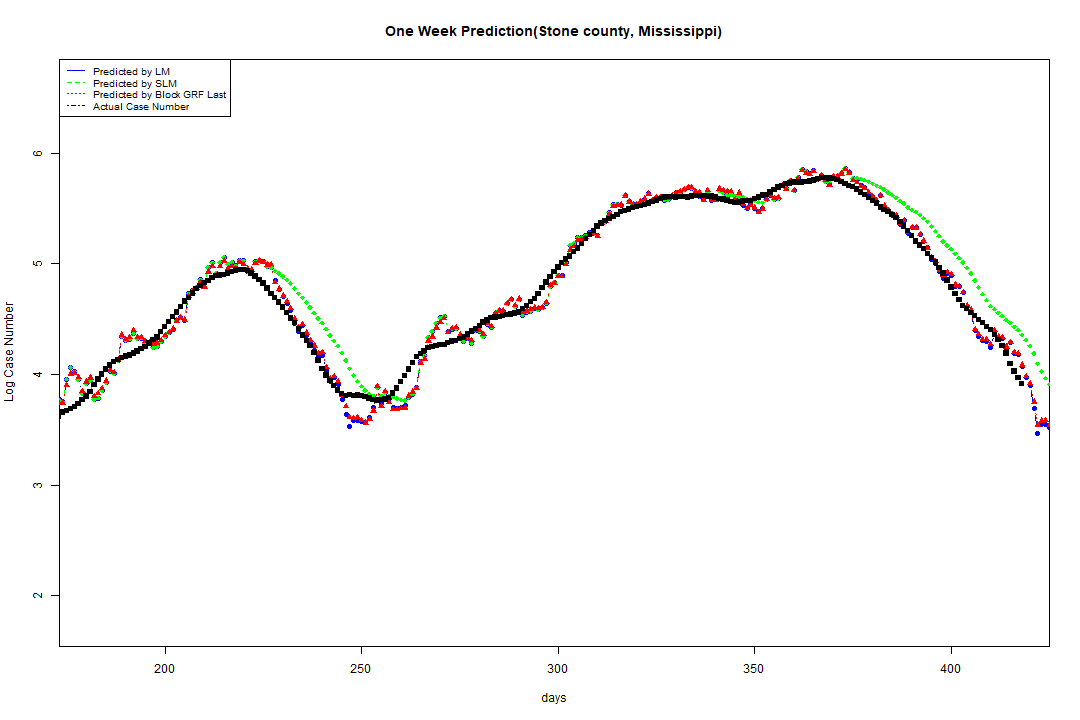 One Week Prediction(Stone county, Mississippi)
Predicted by LM
Predicted by SLM
Predicted by Block GRF Last
Actual Case Number
6
5
4
3
2
Log Case Number
200 250 300 350 400
days